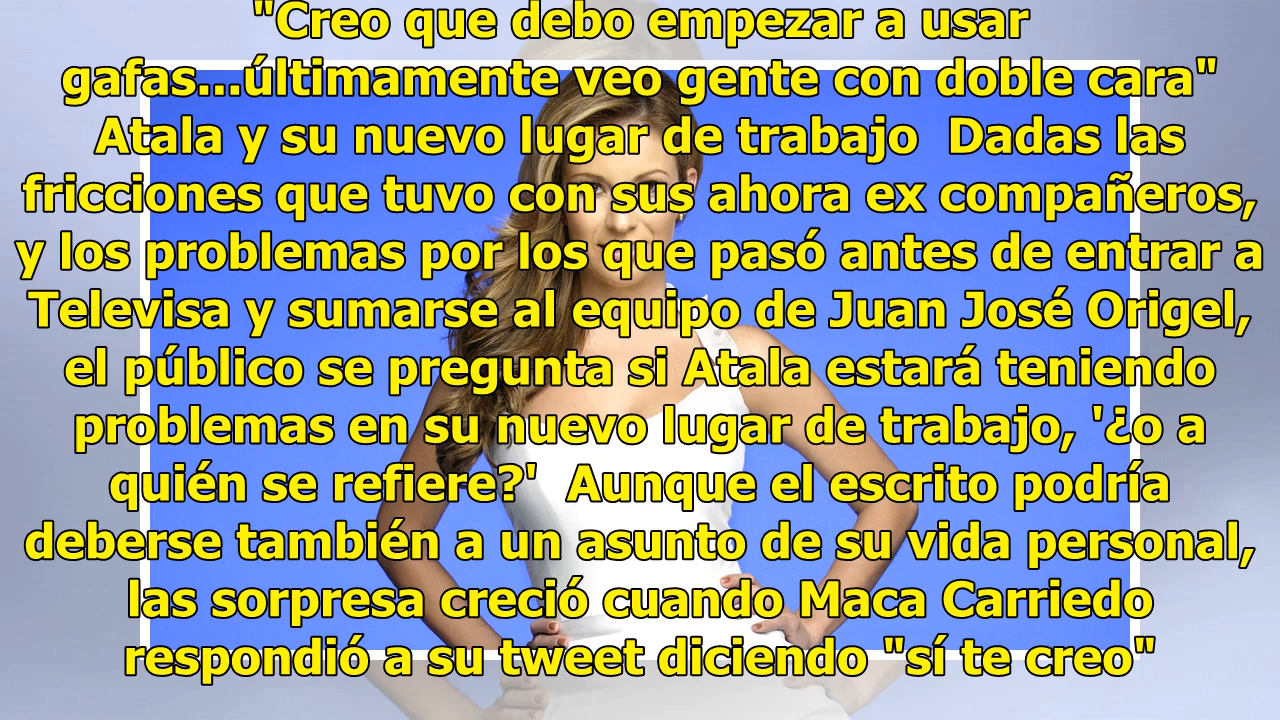 "Creo que debo empezar a usar
gafas...últimamente veo gente con doble cara"
Atala y su nuevo lugar de trabajo  Dadas las
fricciones que tuvo con sus ahora ex compañeros,
y los problemas por los que pasó antes de entrar a
Televisa y sumarse al equipo de Juan José Origel,
el público se pregunta si Atala estará teniendo
problemas en su nuevo lugar de trabajo, '¿o a
quién se refiere?'  Aunque el escrito podría
deberse también a un asunto de su vida personal,
las sorpresa creció cuando Maca Carriedo
respondió a su tweet diciendo "sí te creo"